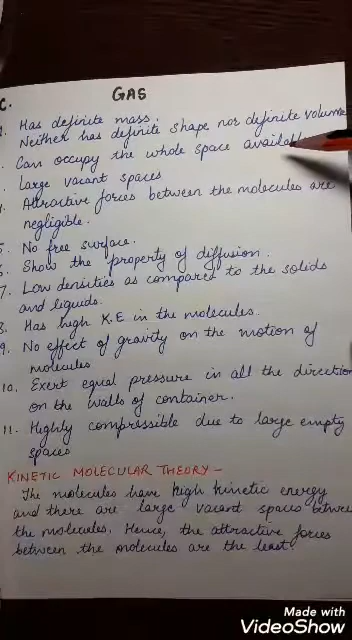 C. GAS
1. Has definite mass.
Neither has definite shape nor definite volume
Can occupy the whole space
Large vacant spaces
Attractive forces between the molecules are
negligible.
5. No free surface.
6. Show the property of diffusion.
7. Low densities as compared to the solids
and liquids.
8. Has high K.E in the molecules.
9. No effect of gravity on the motion of
molecules
10. Exert equal pressure in all the direction
on the walls of container.
11. Highly compressible due to large empty
spaces
KINETIC MOLECULAR THEORY -
The molecules have high kinetic energy
and there are large vacant spaces
the molecules. Hence, the attractive forces
between the molecules are the least.
Made with
VideoShow